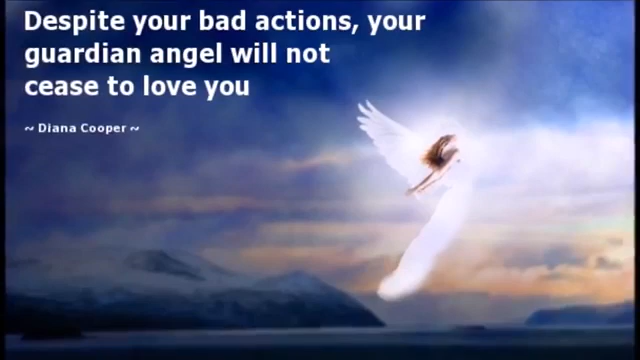 Despite your bad actions, your
guardian angel will not
cease to love you
~ Diana Cooper ~